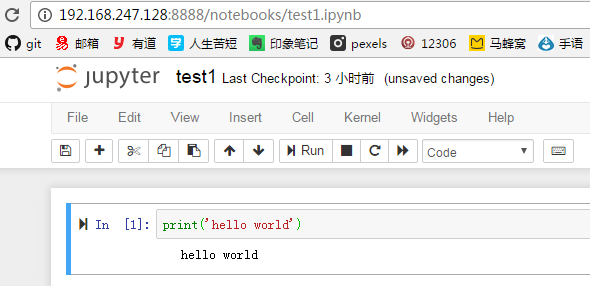 192.168.247.128:8888/notebooks/test1.ipynb
git 邮箱 有道 人生苦短 印象笔记 pexels 12306 马蜂窝 手语
jupyter test1 Last Checkpoint: 3 小时前 (unsaved changes)
File Edit View Insert Cell Kernel Widgets Help
Run Code
In [1]: print('hello world')
hello world